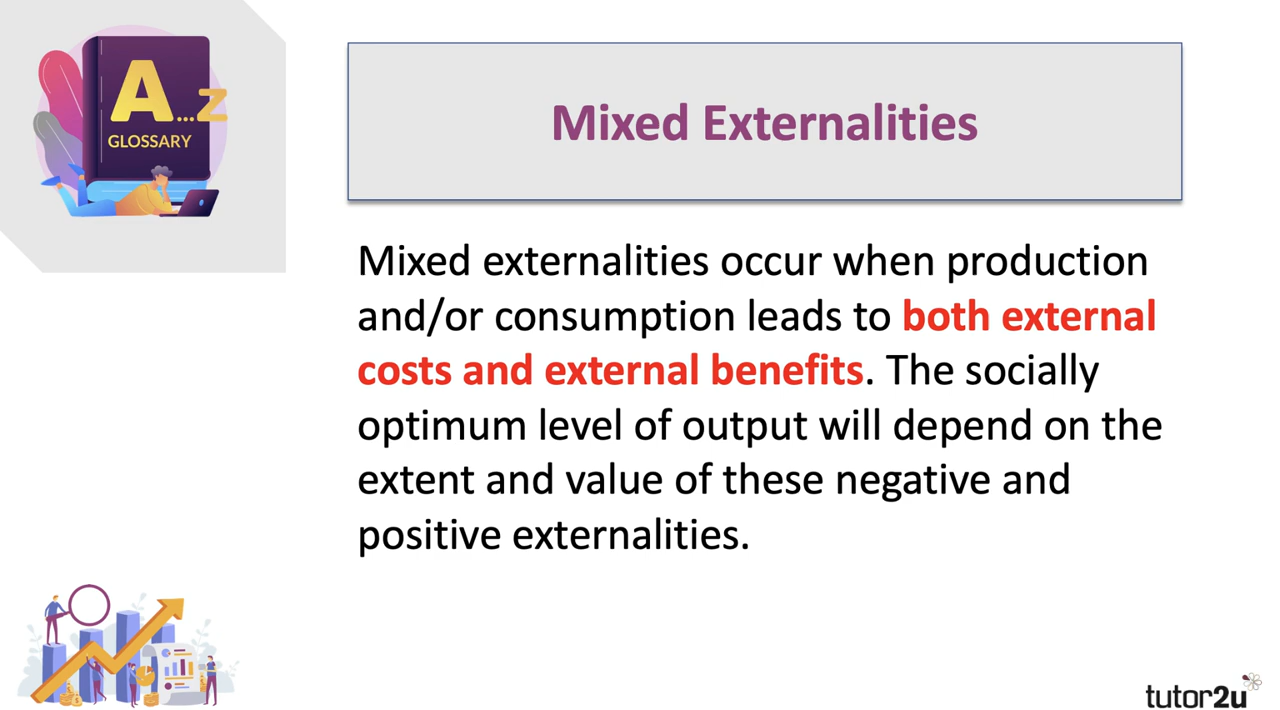 A...Z
GLOSSARY
Mixed Externalities
Mixed externalities occur when production
and/or consumption leads to both external
costs and external benefits. The socially
optimum level of output will depend on the
extent and value of these negative and
positive externalities.
tutor2u